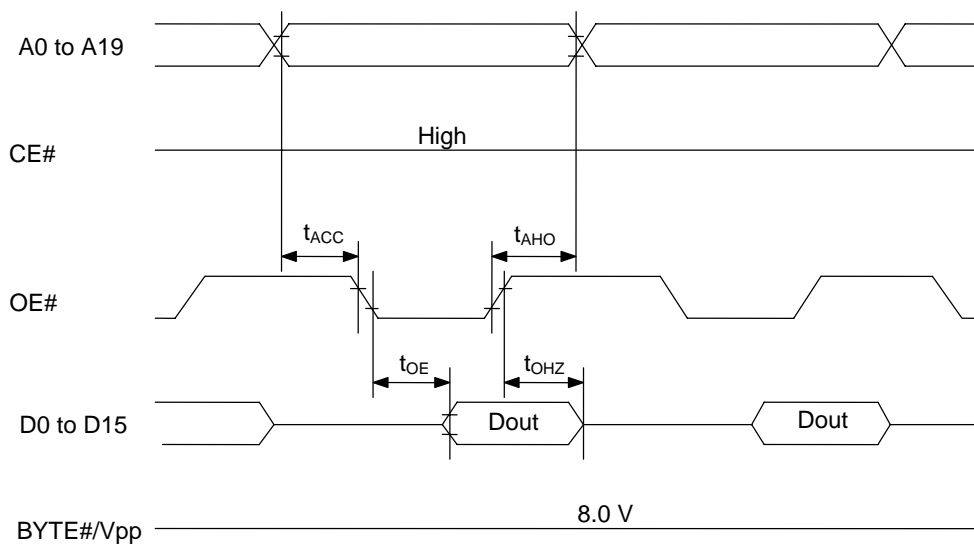 A0 to A19
High
CE#
tACC
tAHO
OE#
tOE
tOHZ
D0 to D15
Dout
Dout
8.0 V
BYTE#/Vpp